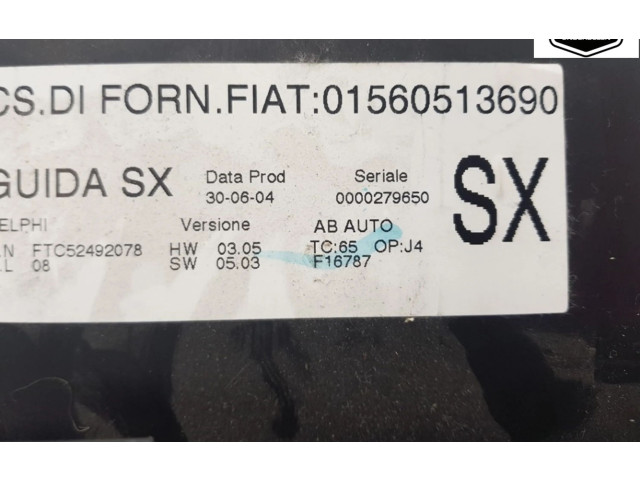 CS.DI FORN.FIAT:01560513690
GUIDA SX Data Prod Seriale SX
30-06-04 0000279650
ELPHI Versione AB AUTO
.N FTC52492078 HW 03.05 TC:65 OP:J4
.L 08 SW 05.03 F16787